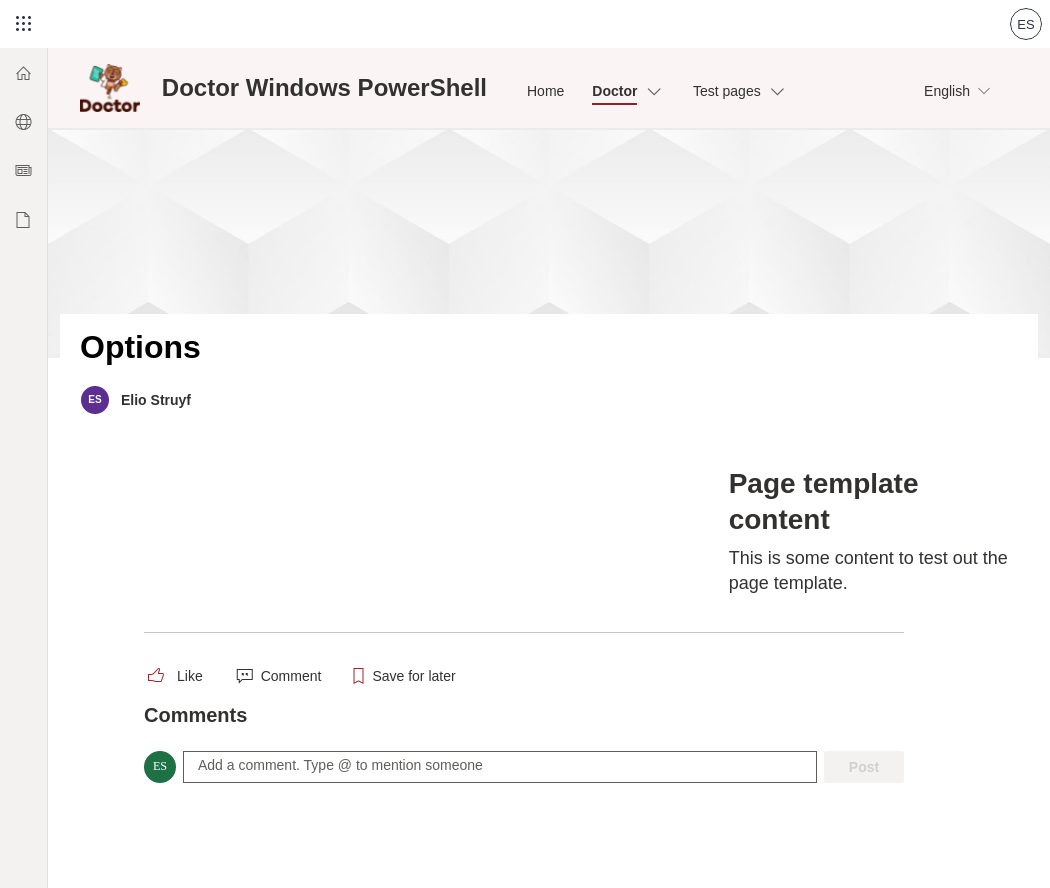 ES
Doctor
Doctor Windows PowerShell
Home
Doctor
Test pages
English
Options
ES
Elio Struyf
Page template
content
This is some content to test out the
page template.
Like
Comment
Save for later
Comments
ES
Add a comment. Type @ to mention someone
Post